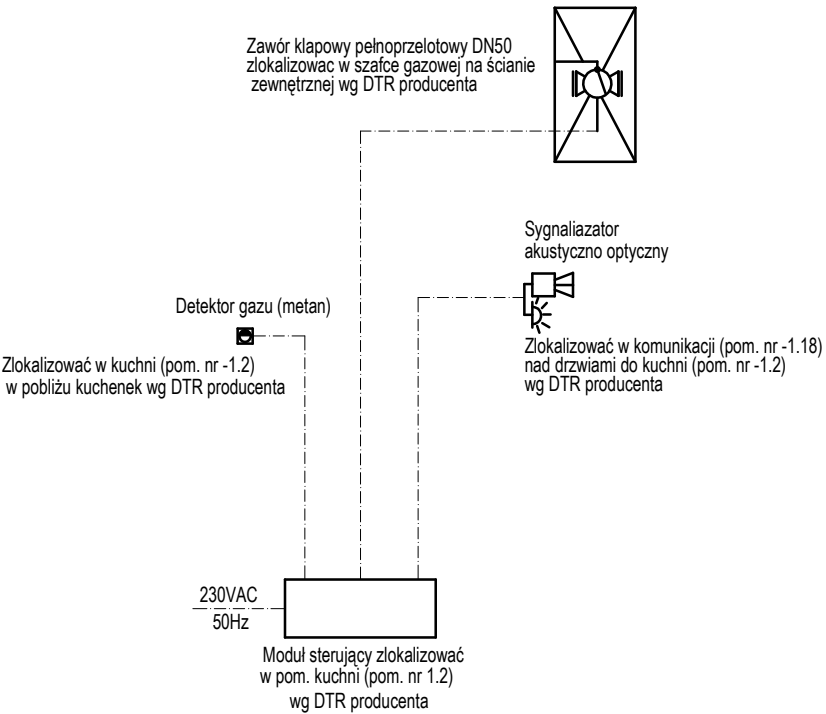 Zawór klapowy pełnoprzelotowy DN50
zlokalizowac w szafce gazowej na ścianie
zewnętrznej wg DTR producenta
Sygnaliazator
akustyczno optyczny
Detektor gazu (metan)
Zlokalizować w kuchni (pom. nr -1.2)
w pobliżu kuchenek wg DTR producenta
Zlokalizować w komunikacji (pom. nr -1.18)
nad drzwiami do kuchni (pom. nr -1.2)
wg DTR producenta
230VAC
50Hz
Moduł sterujący zlokalizować
w pom. kuchni (pom. nr 1.2)
wg DTR producenta